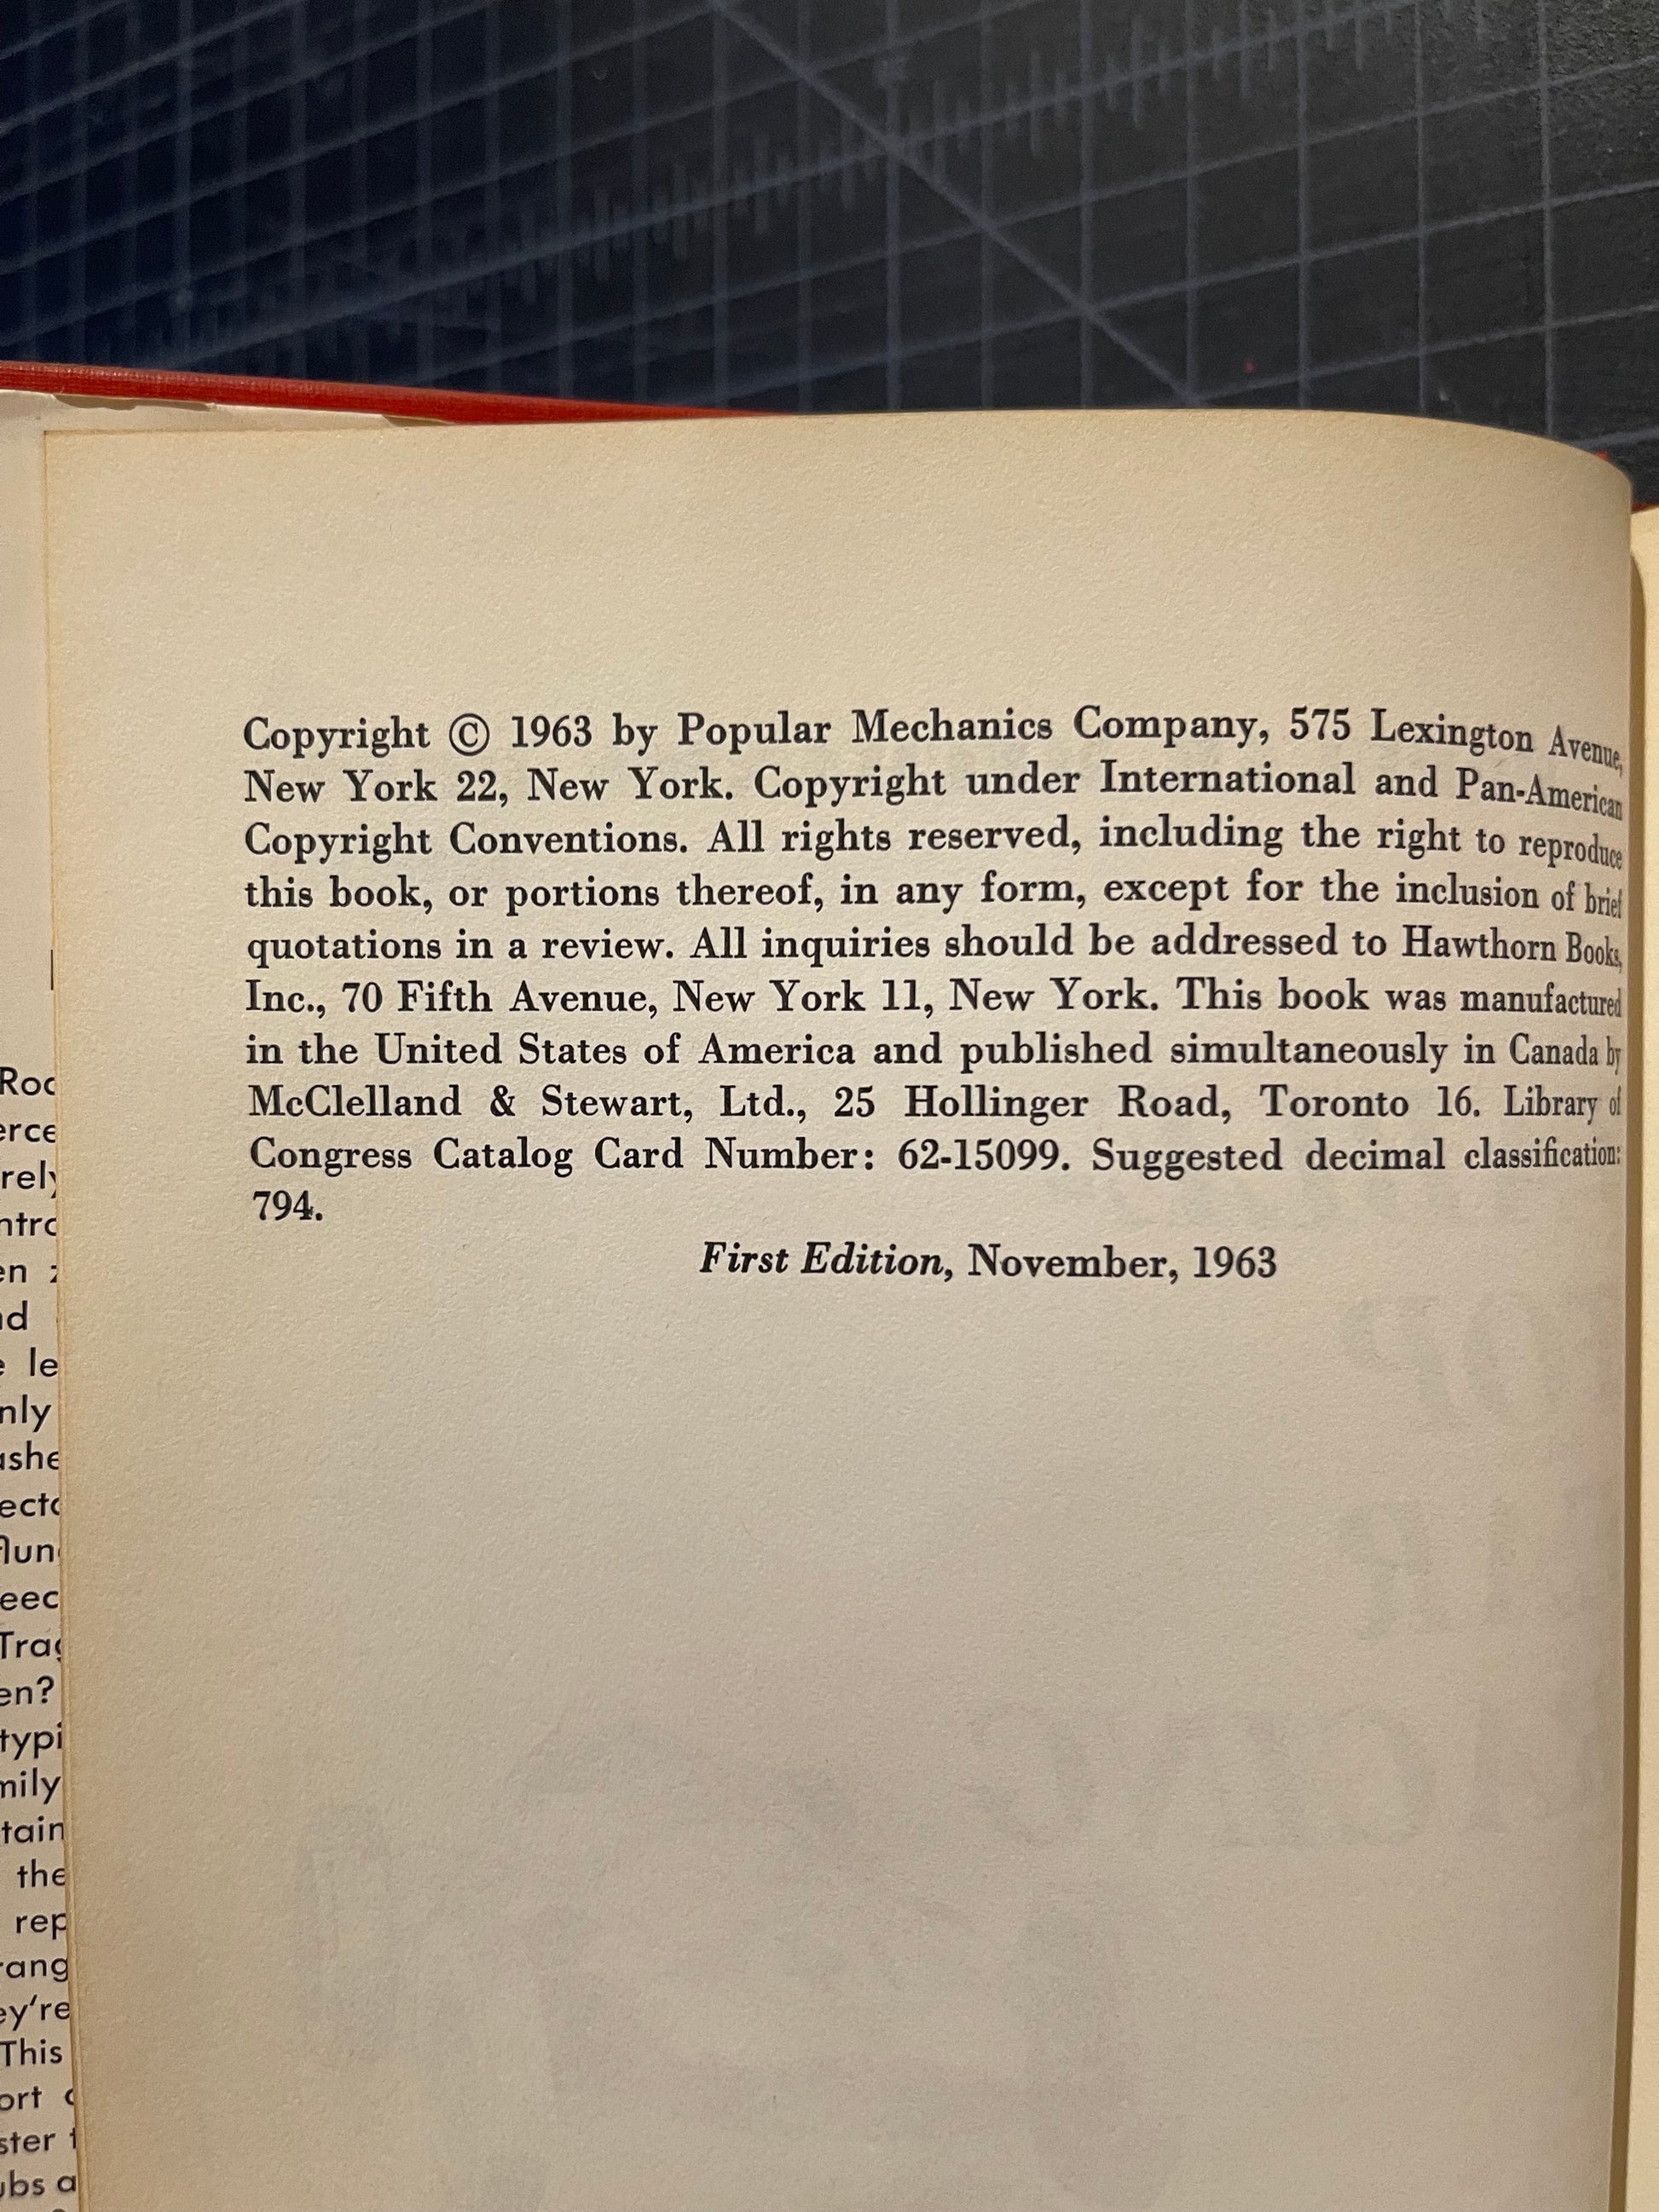 Copyright © 1963 by Popular Mechanics Company, 575 Lexington Avenue,
New York 22, New York. Copyright under International and Pan-American
Copyright Conventions. All rights reserved, including the right to reproduce
this book, or portions thereof, in any form, except for the inclusion of brief
quotations in a review. All inquiries should be addressed to Hawthorn Books,
Inc., 70 Fifth Avenue, New York 11, New York. This book was manufactured
in the United States of America and published simultaneously in Canada by
McClelland & Stewart, Ltd., 25 Hollinger Road, Toronto 16. Library of
Congress Catalog Card Number: 62-15099. Suggested decimal classification:
794.
First Edition, November, 1963
the
ey're
This